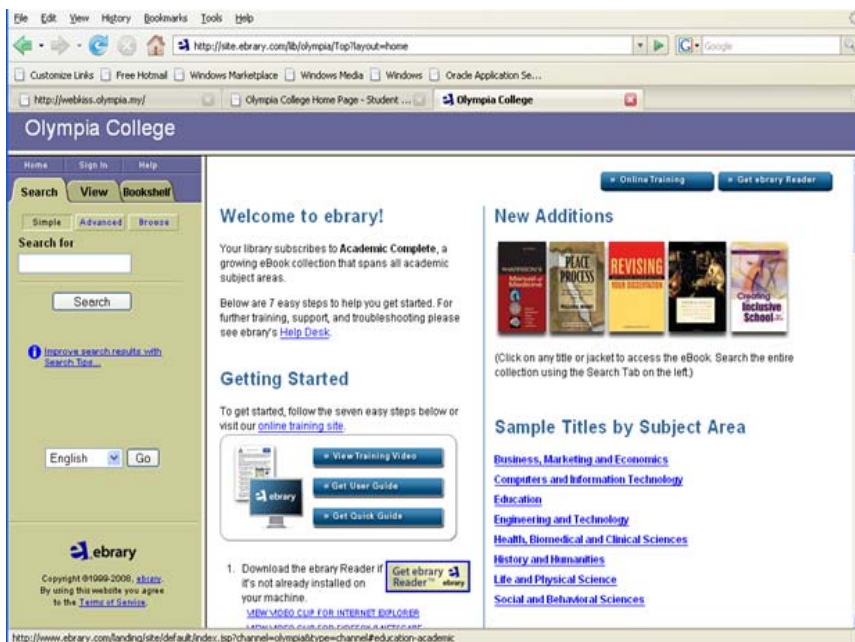 File Edit View History Bookmarks Tools Help
http://site.ebrary.com/lib/olympia/Top?layout=home
Google
Customize Links Free Hotmail Windows Marketplace Windows Media Windows Oracle Application Se...
http://webkiss.olympia.my/ Olympia College Home Page - Student ... Olympia College
Olympia College
Home Sign In Help
Search View Bookshelf
Simple Advanced Browse
Search for
Search
Improve search results with
Search Tips...
English Go
ebrary
Copyright ©1999-2008, ebrary.
By using this website you agree
to the Terms of Service.
» Online Training » Get ebrary Reader
Welcome to ebrary!
Your library subscribes to Academic Complete, a
growing eBook collection that spans all academic
subject areas.
Below are 7 easy steps to help you get started. For
further training, support, and troubleshooting please
see ebrary's Help Desk.
Getting Started
To get started, follow the seven easy steps below or
visit our online training site.
ebrary
» View Training Video
» Get User Guide
» Get Quick Guide
1. Download the ebrary Reader if
it's not already installed on
your machine.
Get ebrary
Reader™ ebrary
VIEW VIDEO CLIP FOR INTERNET EXPLORER
New Additions
Manual of
Medicine
PEACE
PROCESS
REVISING
YOUR DISSERTATION
Creating
Inclusive
School
(Click on any title or jacket to access the eBook. Search the entire
collection using the Search Tab on the left.)
Sample Titles by Subject Area
Business, Marketing and Economics
Computers and Information Technology
Education
Engineering and Technology
Health, Biomedical and Clinical Sciences
History and Humanities
Life and Physical Science
Social and Behavioral Sciences
http://www.ebrary.com/landing/site/default/index.jsp?channel=olympia&type=channel#education-academic